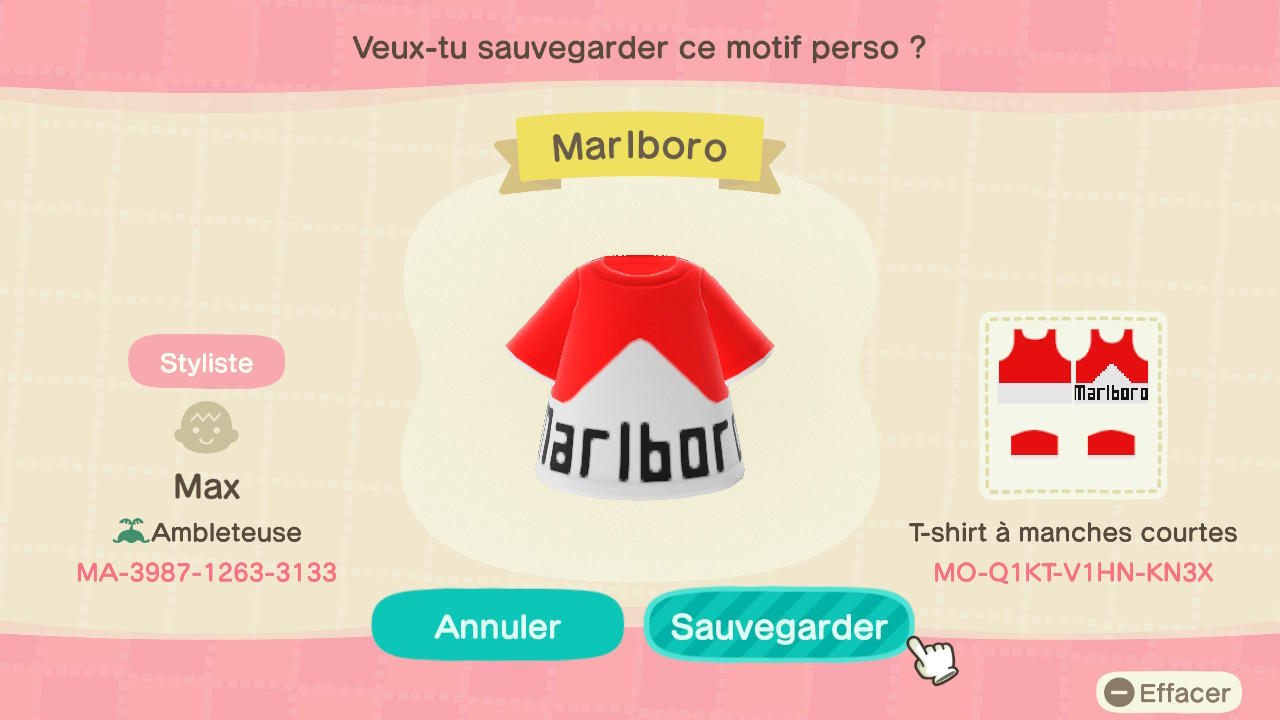 Veux-tu sauvegarder ce motif perso ?
Marlboro
arlbor
Styliste
Max
Ambleteuse
MA-3987-1263-3133
Marlboro
T-shirt à manches courtes
MO-Q1KT-V1HN-KN3X
Annuler
Sauvegarder
Effacer